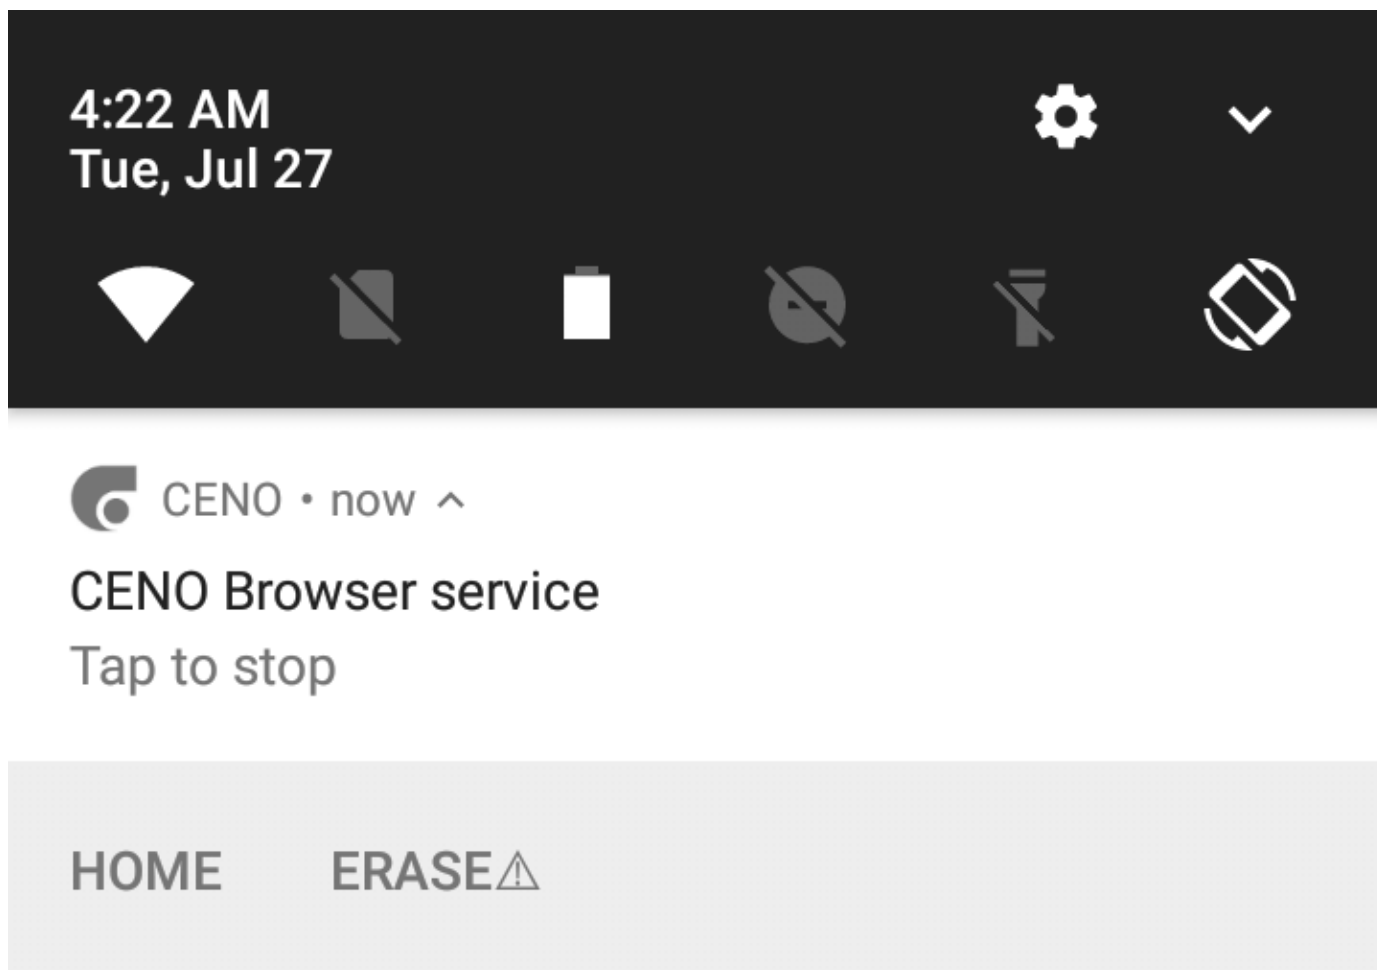 4:22 AM
Tue, Jul 27
CENO • now
CENO Browser service
Tap to stop
HOME ERASE⚠